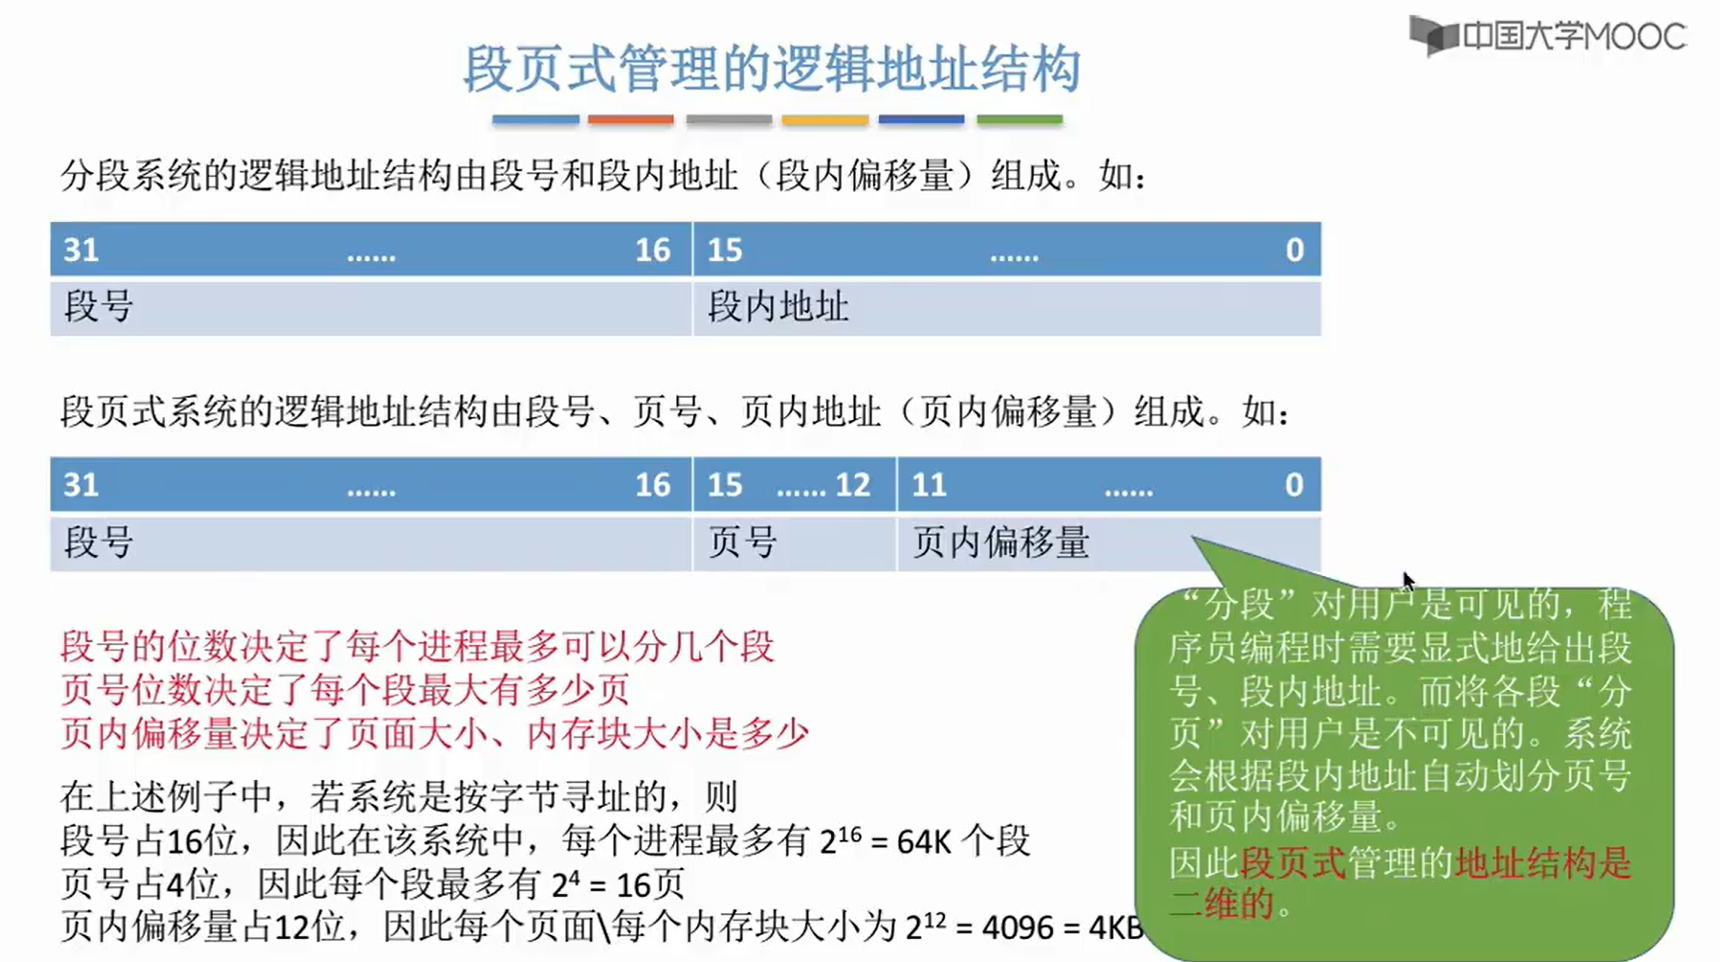 中国大学MOOC
段页式管理的逻辑地址结构
分段系统的逻辑地址结构由段号和段内地址（段内偏移量）组成。如：
31 …… 16 15 …… 0
段号 段内地址
段页式系统的逻辑地址结构由段号、页号、页内地址（页内偏移量）组成。如：
31 …… 16 15 …… 12 11 …… 0
段号 页号 页内偏移量
段号的位数决定了每个进程最多可以分几个段
页号位数决定了每个段最大有多少页
页内偏移量决定了页面大小、内存块大小是多少
在上述例子中，若系统是按字节寻址的，则
段号占16位，因此在该系统中，每个进程最多有 2¹⁶ = 64K 个段
页号占4位，因此每个段最多有 2⁴ = 16页
页内偏移量占12位，因此每个页面\每个内存块大小为 2¹² = 4096 = 4KB
“分段”对用户是可见的，程
序员编程时需要显式地给出段
号、段内地址。而将各段“分
页”对用户是不可见的。系统
会根据段内地址自动划分页号
和页内偏移量。
因此段页式管理的地址结构是
二维的。